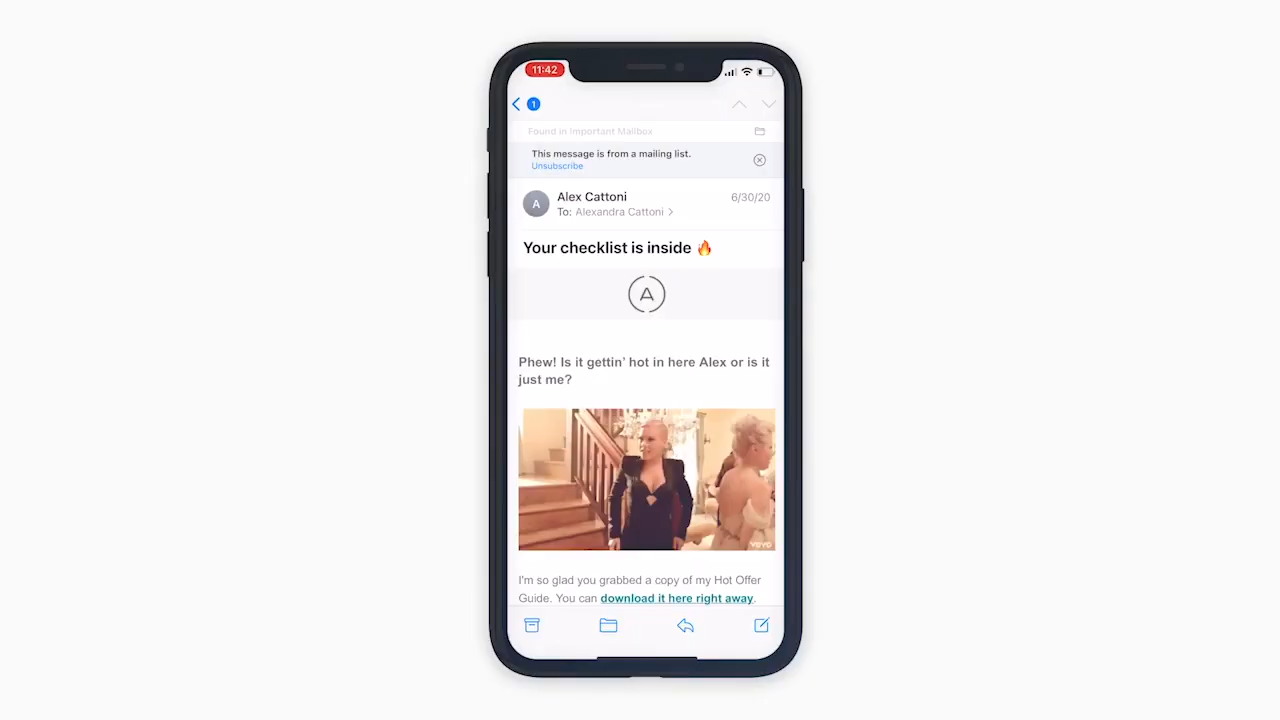 11:42
1
Found in Important Mailbox
This message is from a mailing list.
Unsubscribe
A
Alex Cattoni
6/30/20
To: Alexandra Cattoni
Your checklist is inside 🔥
A
Phew! Is it gettin’ hot in here Alex or is it
just me?
vevo
I'm so glad you grabbed a copy of my Hot Offer
Guide. You can download it here right away.